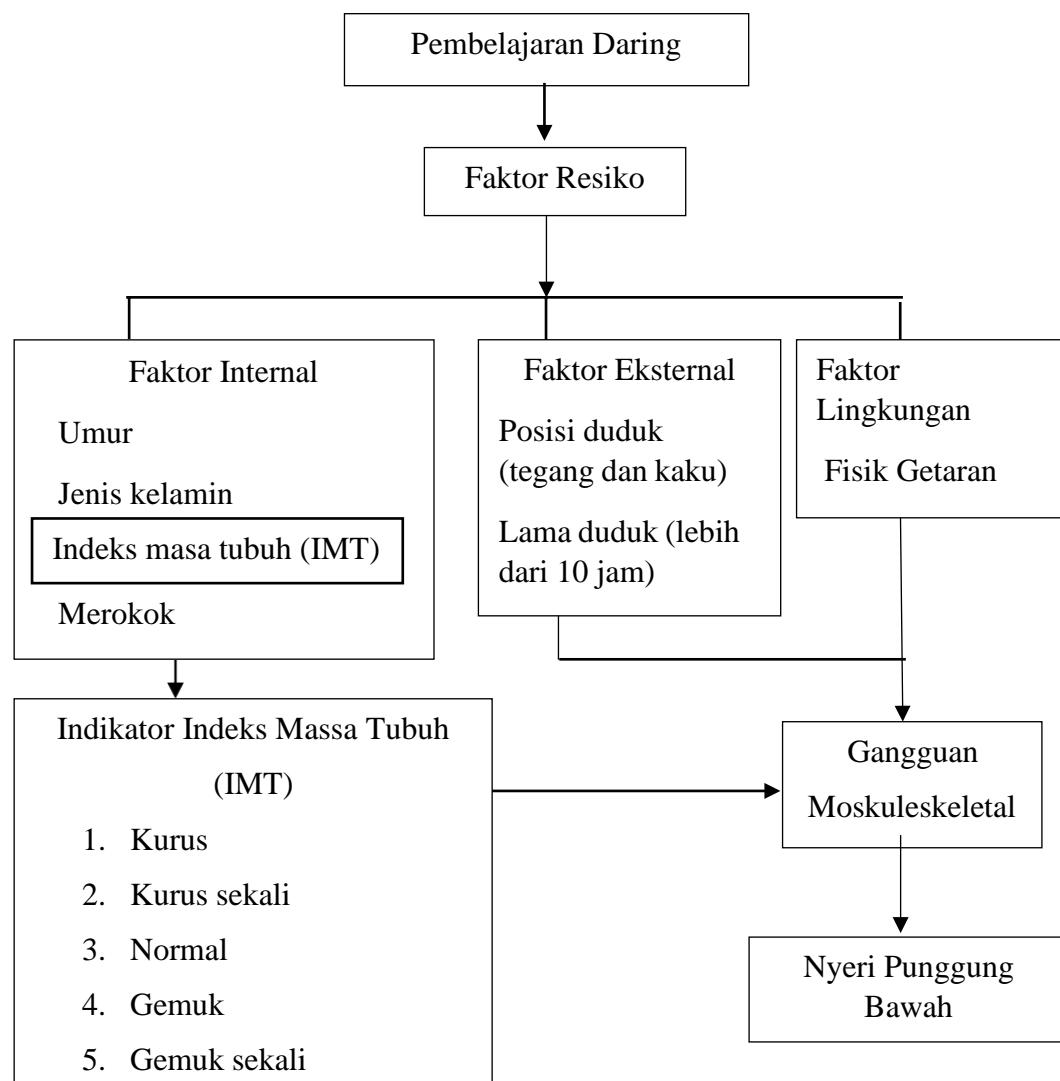 Pembelajaran Daring
Faktor Resiko
Faktor Internal
Umur
Jenis kelamin
Indeks masa tubuh (IMT)
Merokok
Faktor Eksternal
Posisi duduk
(tegang dan kaku)
Lama duduk (lebih
dari 10 jam)
Faktor
Lingkungan
Fisik Getaran
Indikator Indeks Massa Tubuh
(IMT)
1. Kurus
2. Kurus sekali
3. Normal
4. Gemuk
5. Gemuk sekali
Gangguan
Moskuleskeletal
Nyeri Punggung
Bawah